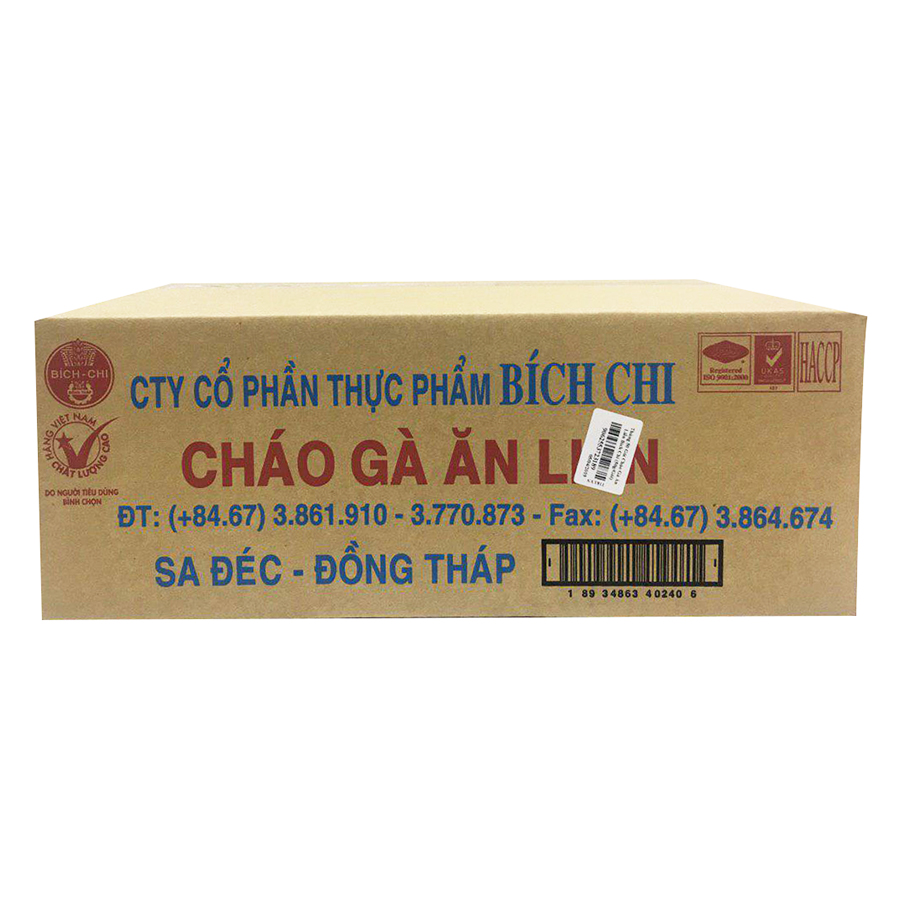 BÍCH-CHI
CTY CỔ PHẦN THỰC PHẨM BÍCH CHI
Registered
ISO 9001:2000
UKAS
HACCP
HÀNG VIỆT NAM
CHẤT LƯỢNG CAO
DO NGƯỜI TIÊU DÙNG
BÌNH CHỌN
CHÁO GÀ ĂN
ĐT: (+84.67) 3.861.910 - 3.770.873 - Fax: (+84.67) 3.864.674
SA ĐÉC - ĐỒNG THÁP
1 89 34863 40240 6